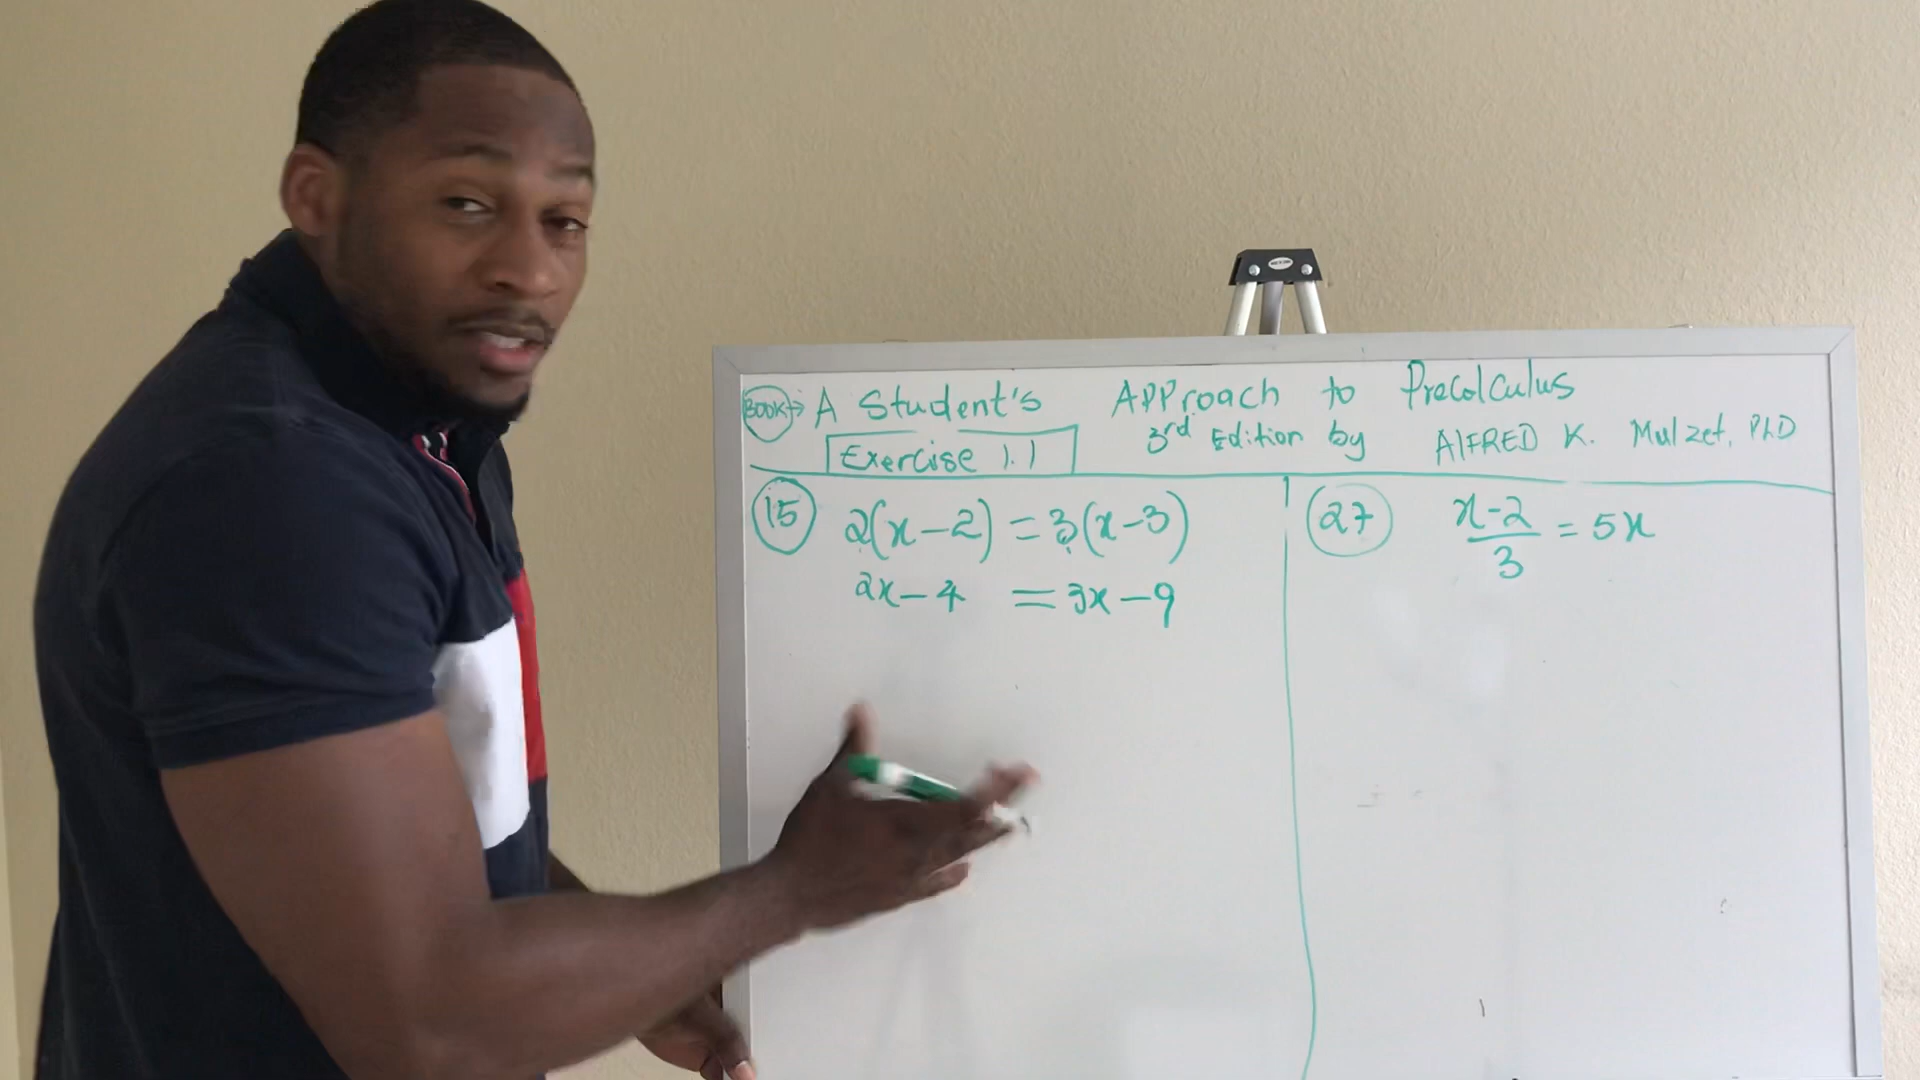 BOOK → A Student's Approach to Precalculus
Exercise 1.1 3rd Edition by AlFRED K. Mulzet, PhD
15 2(x-2) = 3(x-3)
2x-4 = 3x-9
27 x-2/3 = 5x